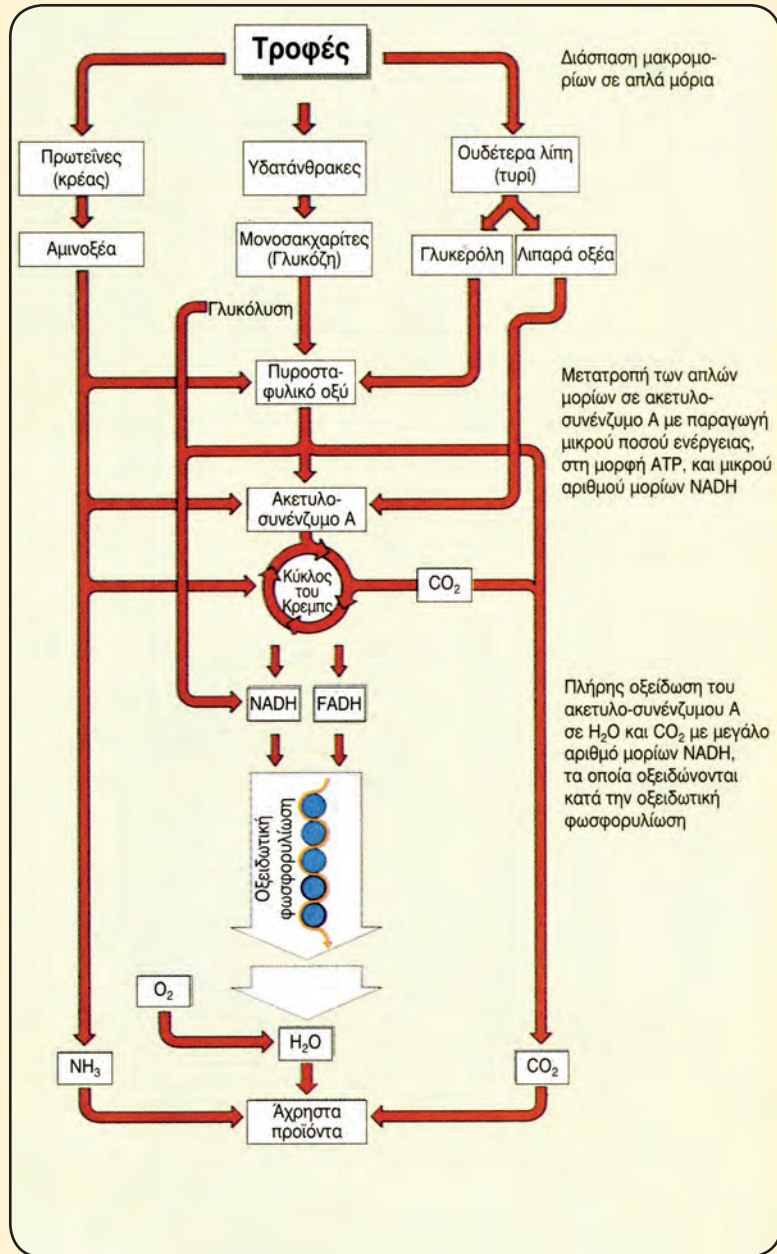 Τροφές
Διάσπαση μακρομο-
ρίων σε απλά μόρια
Πρωτεΐνες
(κρέας)
Υδατάνθρακες
Ουδέτερα λίπη
(τυρί)
Αμινοξέα
Μονοσακχαρίτες
(Γλυκόζη)
Γλυκερόλη
Λιπαρά οξέα
Γλυκόλυση
Πυροστα-
φυλικό οξύ
Μετατροπή των απλών
μορίων σε ακετυλο-
συνένζυμο Α με παραγωγή
μικρού ποσού ενέργειας,
στη μορφή ATP, και μικρού
αριθμού μορίων NADH
Ακετυλο-
συνένζυμο Α
Κύκλος
του
Κρεμπς
CO₂
NADH
FADH
Πλήρης οξείδωση του
ακετυλο-συνένζυμου Α
σε H₂O και CO₂ με μεγάλο
αριθμό μορίων NADH,
τα οποία οξειδώνονται
κατά την οξειδωτική
φωσφορυλίωση
Οξειδωτική
φωσφορυλίωση
O₂
H₂O
NH₃
CO₂
Άχρηστα
προϊόντα